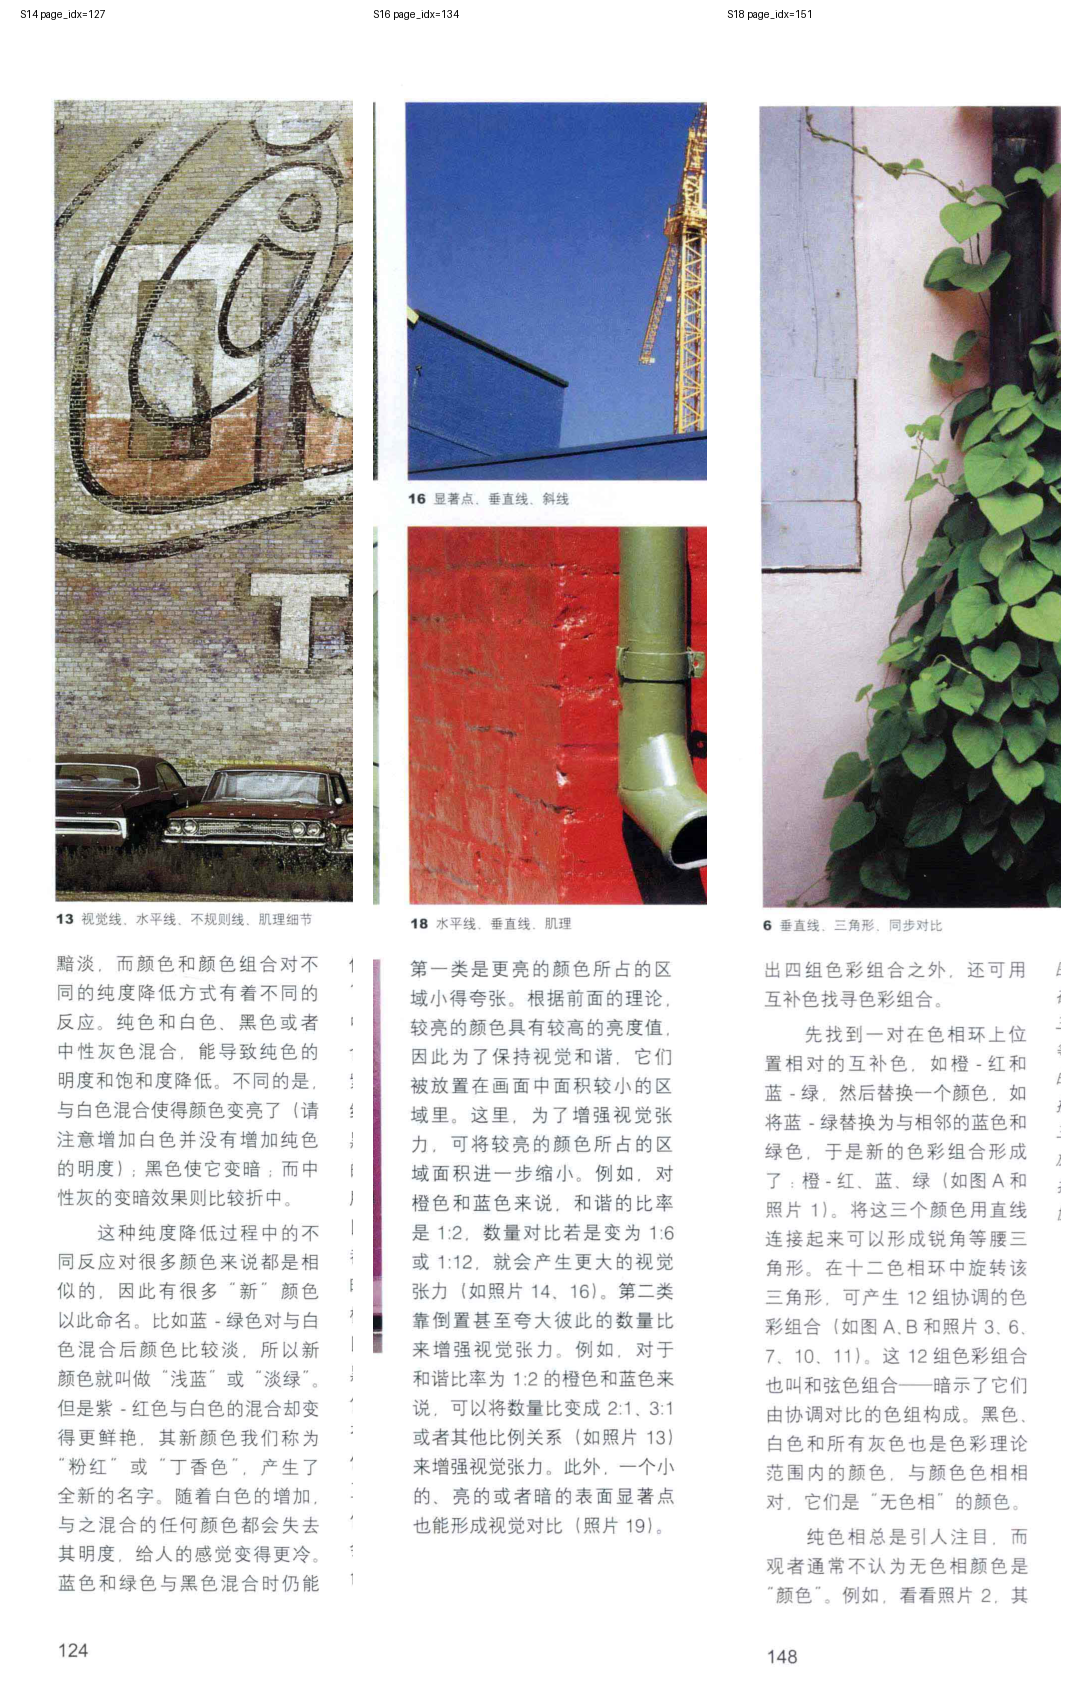 S14 page_idx=127
S16 page_idx=134
S18 page_idx=151
T
13 视觉线、水平线、不规则线、肌理细节
黯淡，而颜色和颜色组合对不
同的纯度降低方式有着不同的
反应。纯色和白色、黑色或者
中性灰色混合，能导致纯色的
明度和饱和度降低。不同的是，
与白色混合使得颜色变亮了（请
注意增加白色并没有增加纯色
的明度）；黑色使它变暗；而中
性灰的变暗效果则比较折中。
这种纯度降低过程中的不
同反应对很多颜色来说都是相
似的，因此有很多“新”颜色
以此命名。比如蓝-绿色对与白
色混合后颜色比较淡，所以新
颜色就叫做“浅蓝”或“淡绿”。
但是紫-红色与白色的混合却变
得更鲜艳，其新颜色我们称为
“粉红”或“丁香色”，产生了
全新的名字。随着白色的增加，
与之混合的任何颜色都会失去
其明度，给人的感觉变得更冷。
蓝色和绿色与黑色混合时仍能
124
16 显著点、垂直线、斜线
18 水平线、垂直线、肌理
第一类是更亮的颜色所占的区
域小得夸张。根据前面的理论，
较亮的颜色具有较高的亮度值，
因此为了保持视觉和谐，它们
被放置在画面中面积较小的区
域里。这里，为了增强视觉张
力，可将较亮的颜色所占的区
域面积进一步缩小。例如，对
橙色和蓝色来说，和谐的比率
是 1:2，数量对比若是变为 1:6
或 1:12，就会产生更大的视觉
张力（如照片 14、16）。第二类
靠倒置甚至夸大彼此的数量比
来增强视觉张力。例如，对于
和谐比率为 1:2 的橙色和蓝色来
说，可以将数量比变成 2:1、3:1
或者其他比例关系（如照片 13）
来增强视觉张力。此外，一个小
的、亮的或者暗的表面显著点
也能形成视觉对比（照片 19）。
6 垂直线、三角形，同步对比
出四组色彩组合之外，还可用
互补色找寻色彩组合。
先找到一对在色相环上位
置相对的互补色，如橙-红和
蓝-绿，然后替换一个颜色，如
将蓝-绿替换为与相邻的蓝色和
绿色，于是新的色彩组合形成
了：橙-红、蓝、绿（如图 A 和
照片 1）。将这三个颜色用直线
连接起来可以形成锐角等腰三
角形。在十二色相环中旋转该
三角形，可产生 12 组协调的色
彩组合（如图 A、B 和照片 3、6、
7、10、11）。这 12 组色彩组合
也叫和弦色组合——暗示了它们
由协调对比的色组构成。黑色、
白色和所有灰色也是色彩理论
范围内的颜色，与颜色色相相
对，它们是“无色相”的颜色。
纯色相总是引人注目，而
观者通常不认为无色相颜色是
“颜色”。例如，看看照片 2，其
148